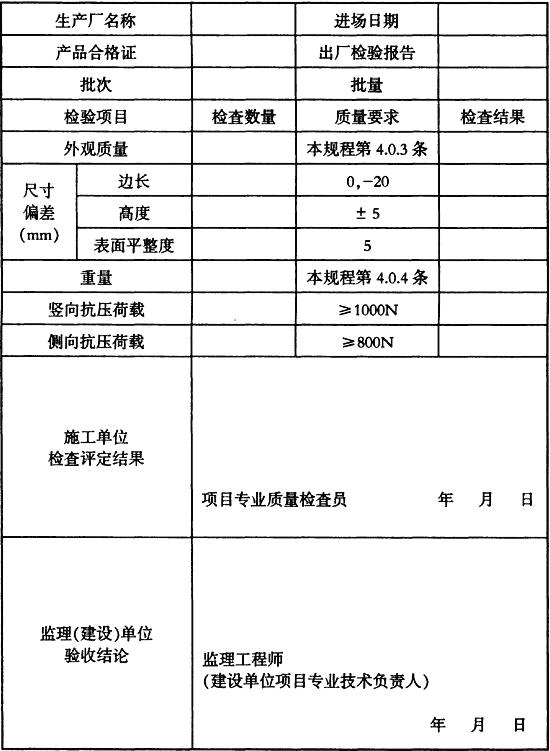 生产厂名称 进场日期
产品合格证 出厂检验报告
批次 批量
检验项目 检查数量 质量要求 检查结果
外观质量 本规程第 4.0.3 条
尺寸
偏差
(mm)
边长 0,-20
高度 ± 5
表面平整度 5
重量 本规程第 4.0.4 条
竖向抗压荷载 ≥1000N
侧向抗压荷载 ≥800N
施工单位
检查评定结果
项目专业质量检查员 年 月 日
监理(建设)单位
验收结论
监理工程师
(建设单位项目专业技术负责人)
年 月 日